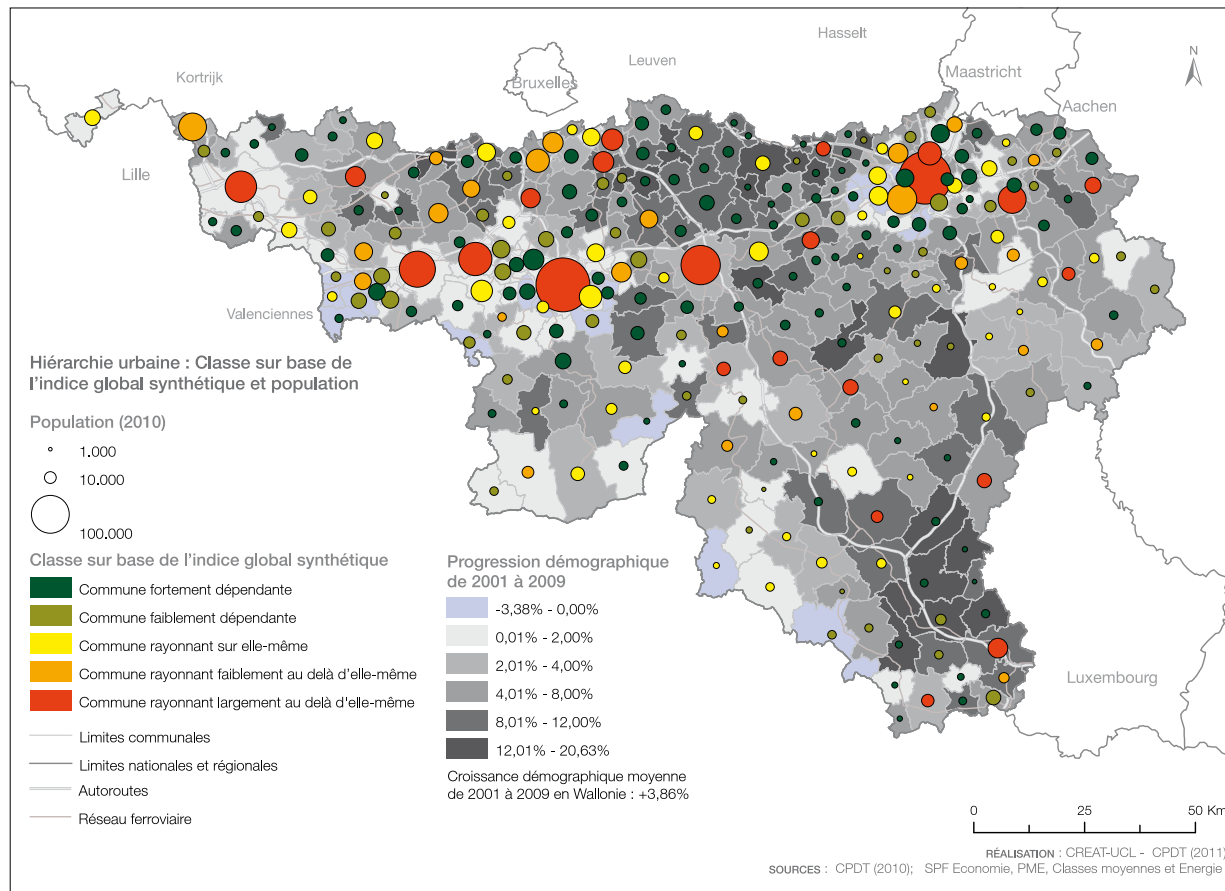 Hasselt
Leuven
Maastricht
N
Kortrijk
Bruxelles
Aachen
Lille
Valenciennes
Luxembourg
Hiérarchie urbaine : Classe sur base de
l'indice global synthétique et population
Population (2010)
1.000
10.000
100.000
Classe sur base de l'indice global synthétique
Commune fortement dépendante
Commune faiblement dépendante
Commune rayonnant sur elle-même
Commune rayonnant faiblement au delà d'elle-même
Commune rayonnant largement au delà d'elle-même
Limites communales
Limites nationales et régionales
Autoroutes
Réseau ferroviaire
Progression démographique
de 2001 à 2009
-3,38% - 0,00%
0,01% - 2,00%
2,01% - 4,00%
4,01% - 8,00%
8,01% - 12,00%
12,01% - 20,63%
Croissance démographique moyenne
de 2001 à 2009 en Wallonie : +3,86%
0 25 50 Km
RÉALISATION : CREAT-UCL - CPDT (2011)
SOURCES : CPDT (2010); SPF Economie, PME, Classes moyennes et Energie